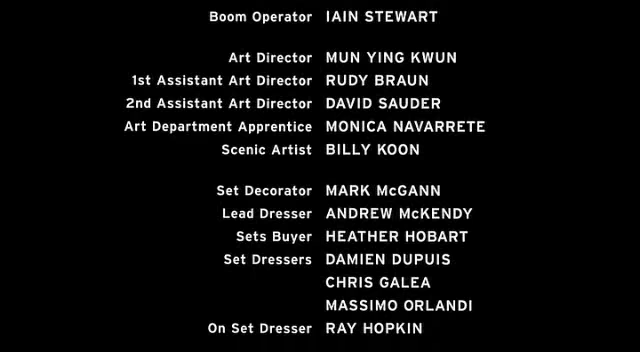 Boom Operator IAIN STEWART
Art Director MUN YING KWUN
1st Assistant Art Director RUDY BRAUN
2nd Assistant Art Director DAVID SAUDER
Art Department Apprentice MONICA NAVARRETE
Scenic Artist BILLY KOON
Set Decorator MARK McGANN
Lead Dresser ANDREW McKENDY
Sets Buyer HEATHER HOBART
Set Dressers DAMIEN DUPUIS
CHRIS GALEA
MASSIMO ORLANDI
On Set Dresser RAY HOPKIN